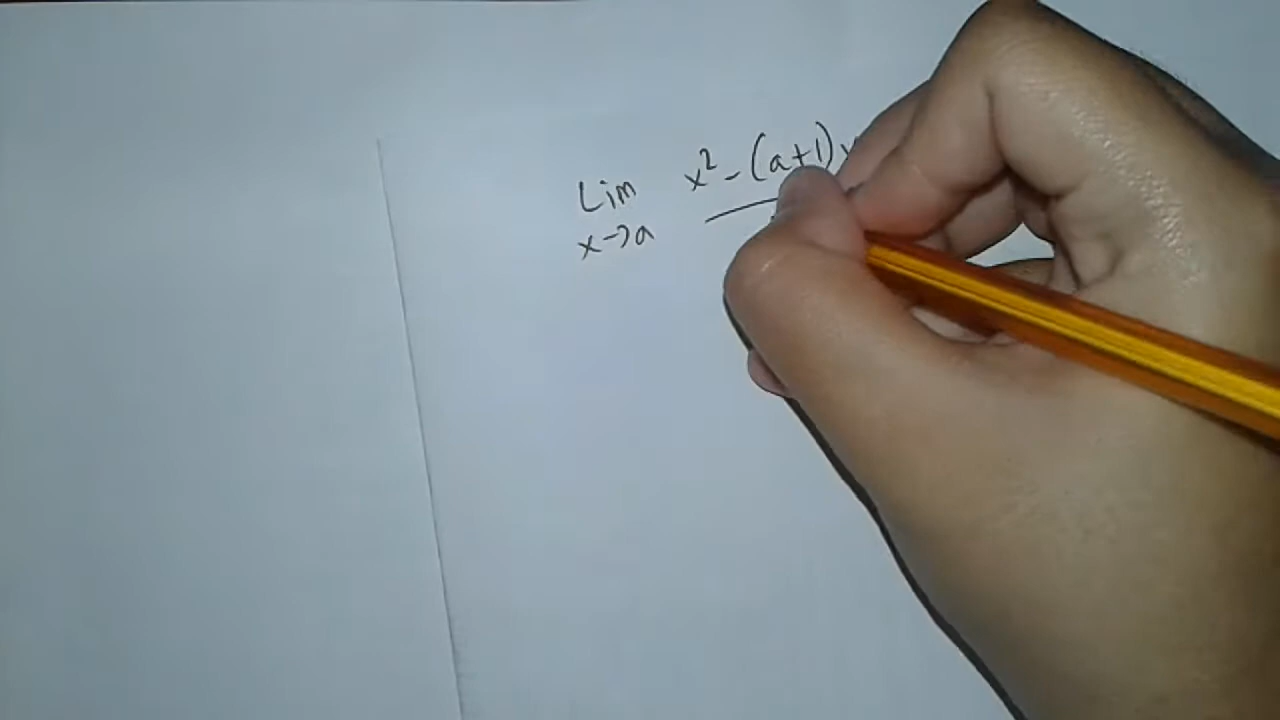 Lim x² - (a+1)
x→a